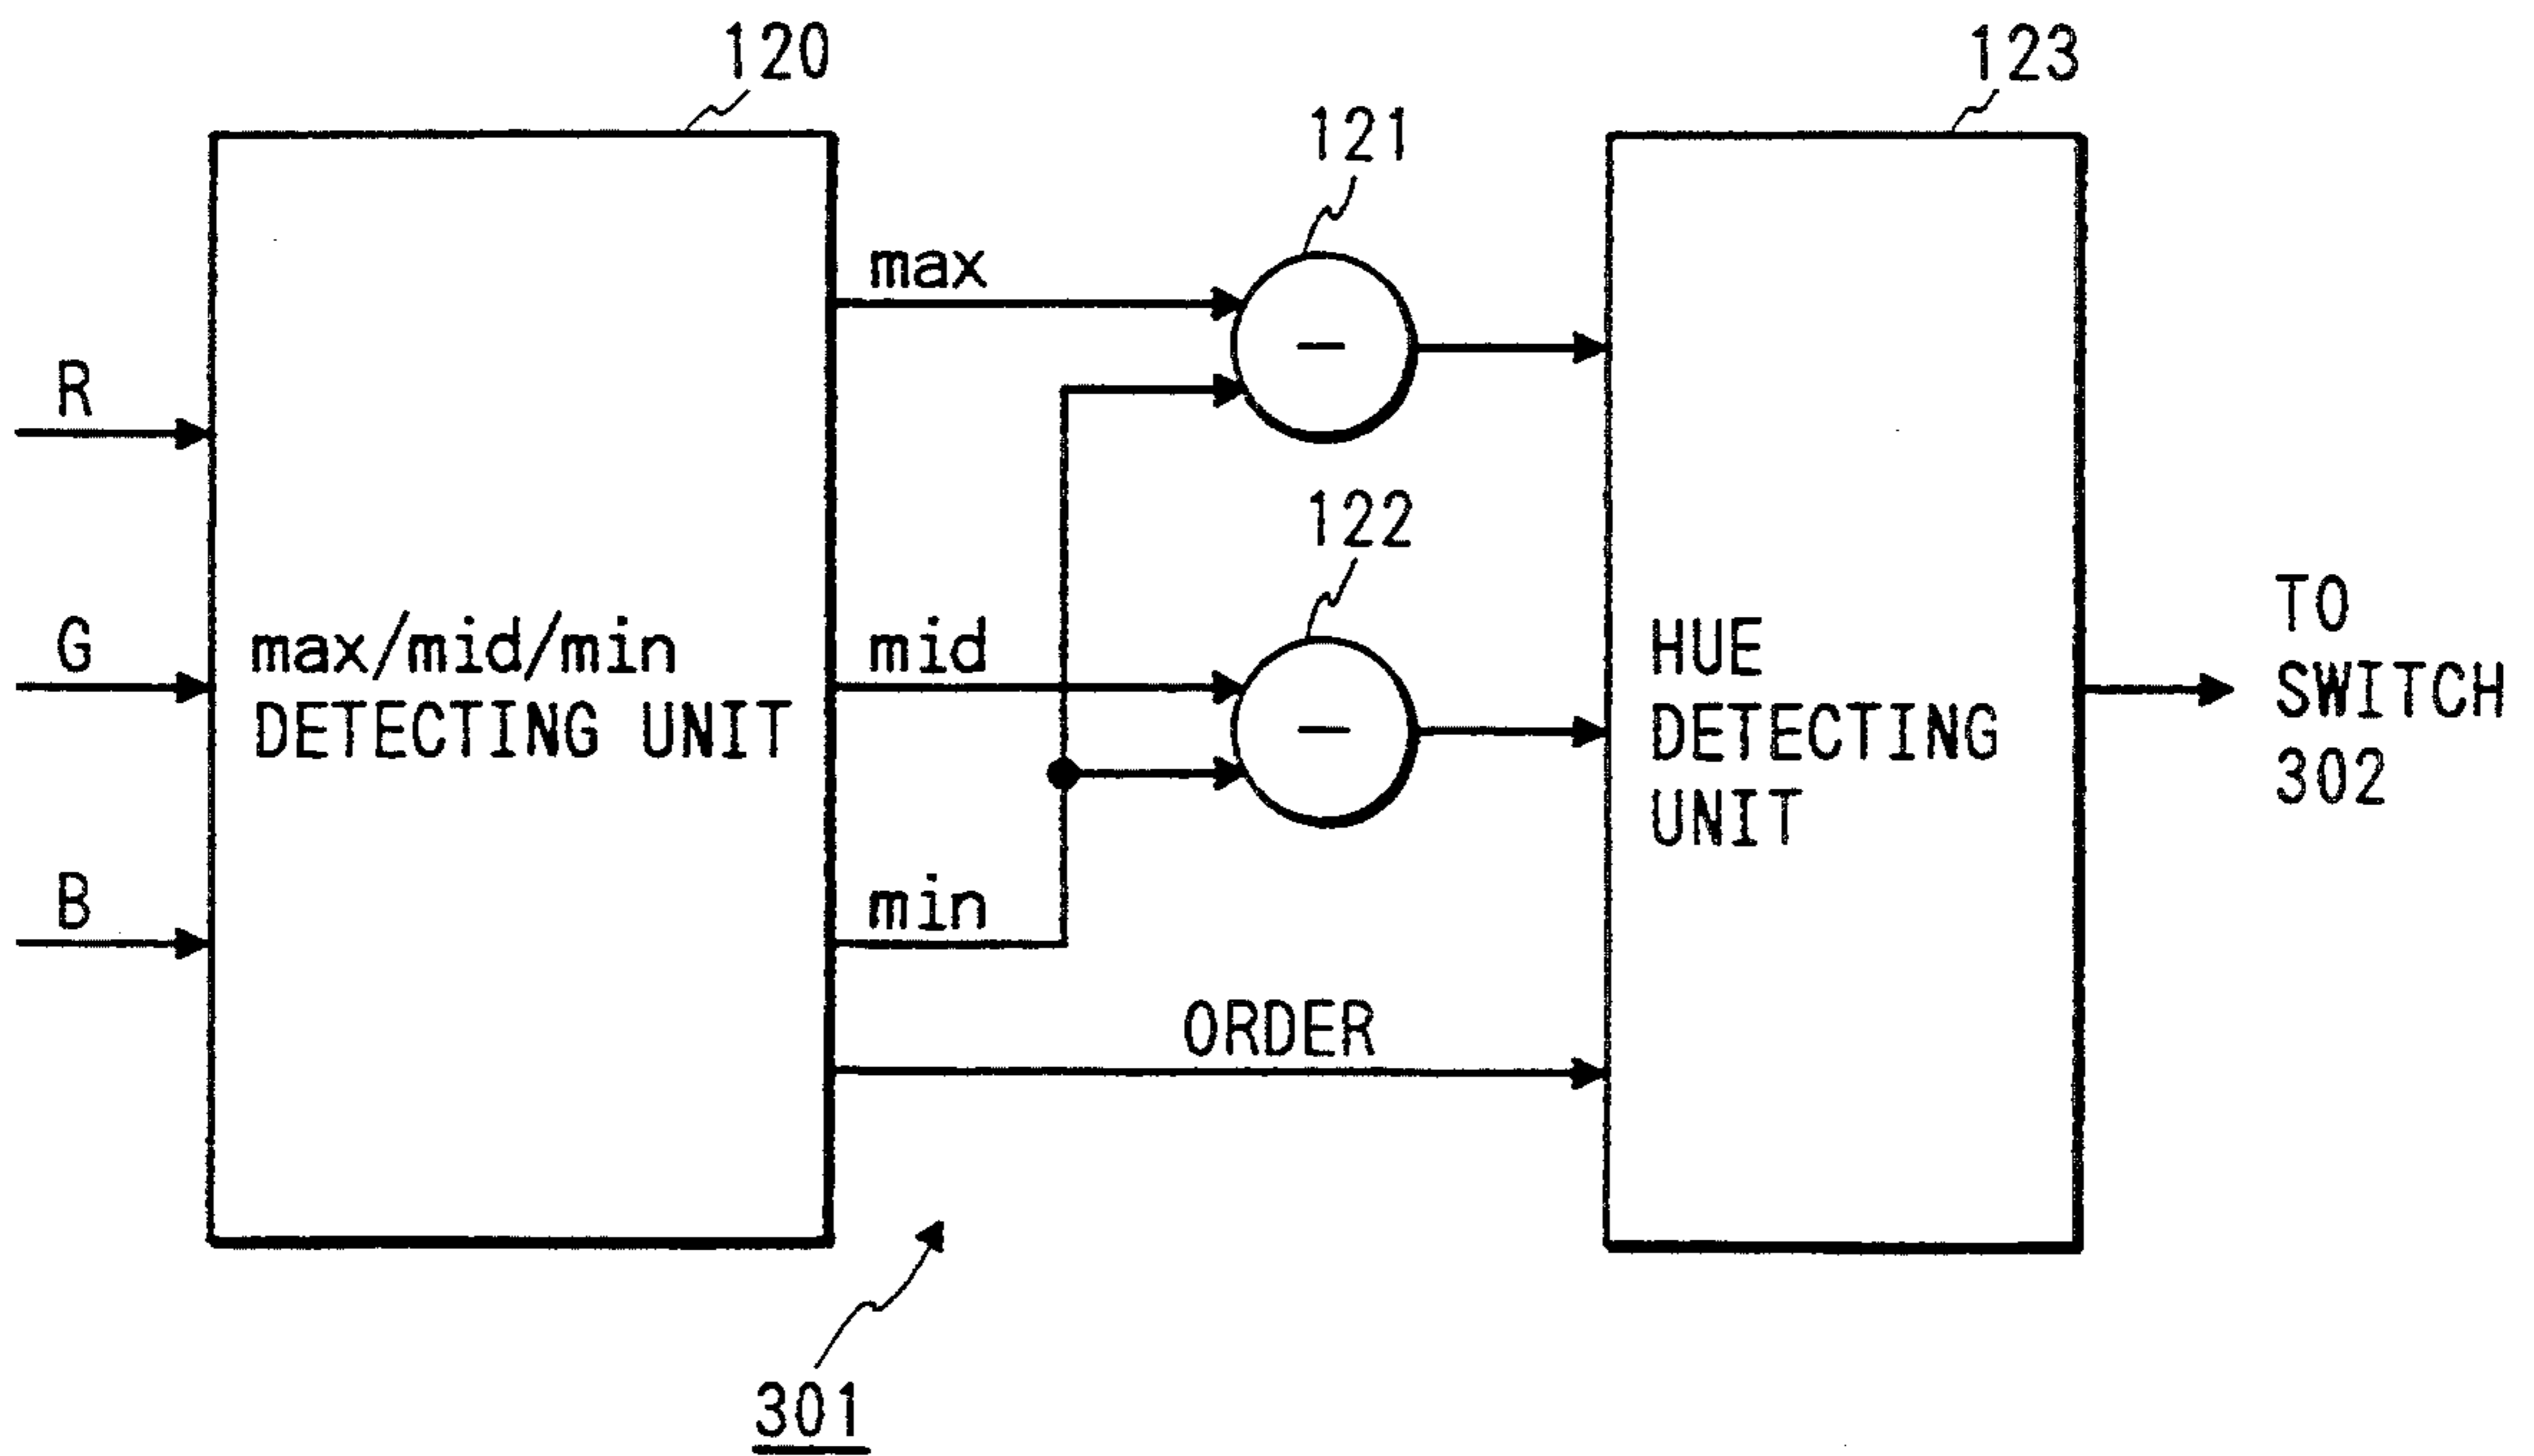 120
123
121
max
R
122
G
max/mid/min
DETECTING UNIT
mid
HUE
DETECTING
UNIT
TO
SWITCH
302
B
min
ORDER
301
−
−